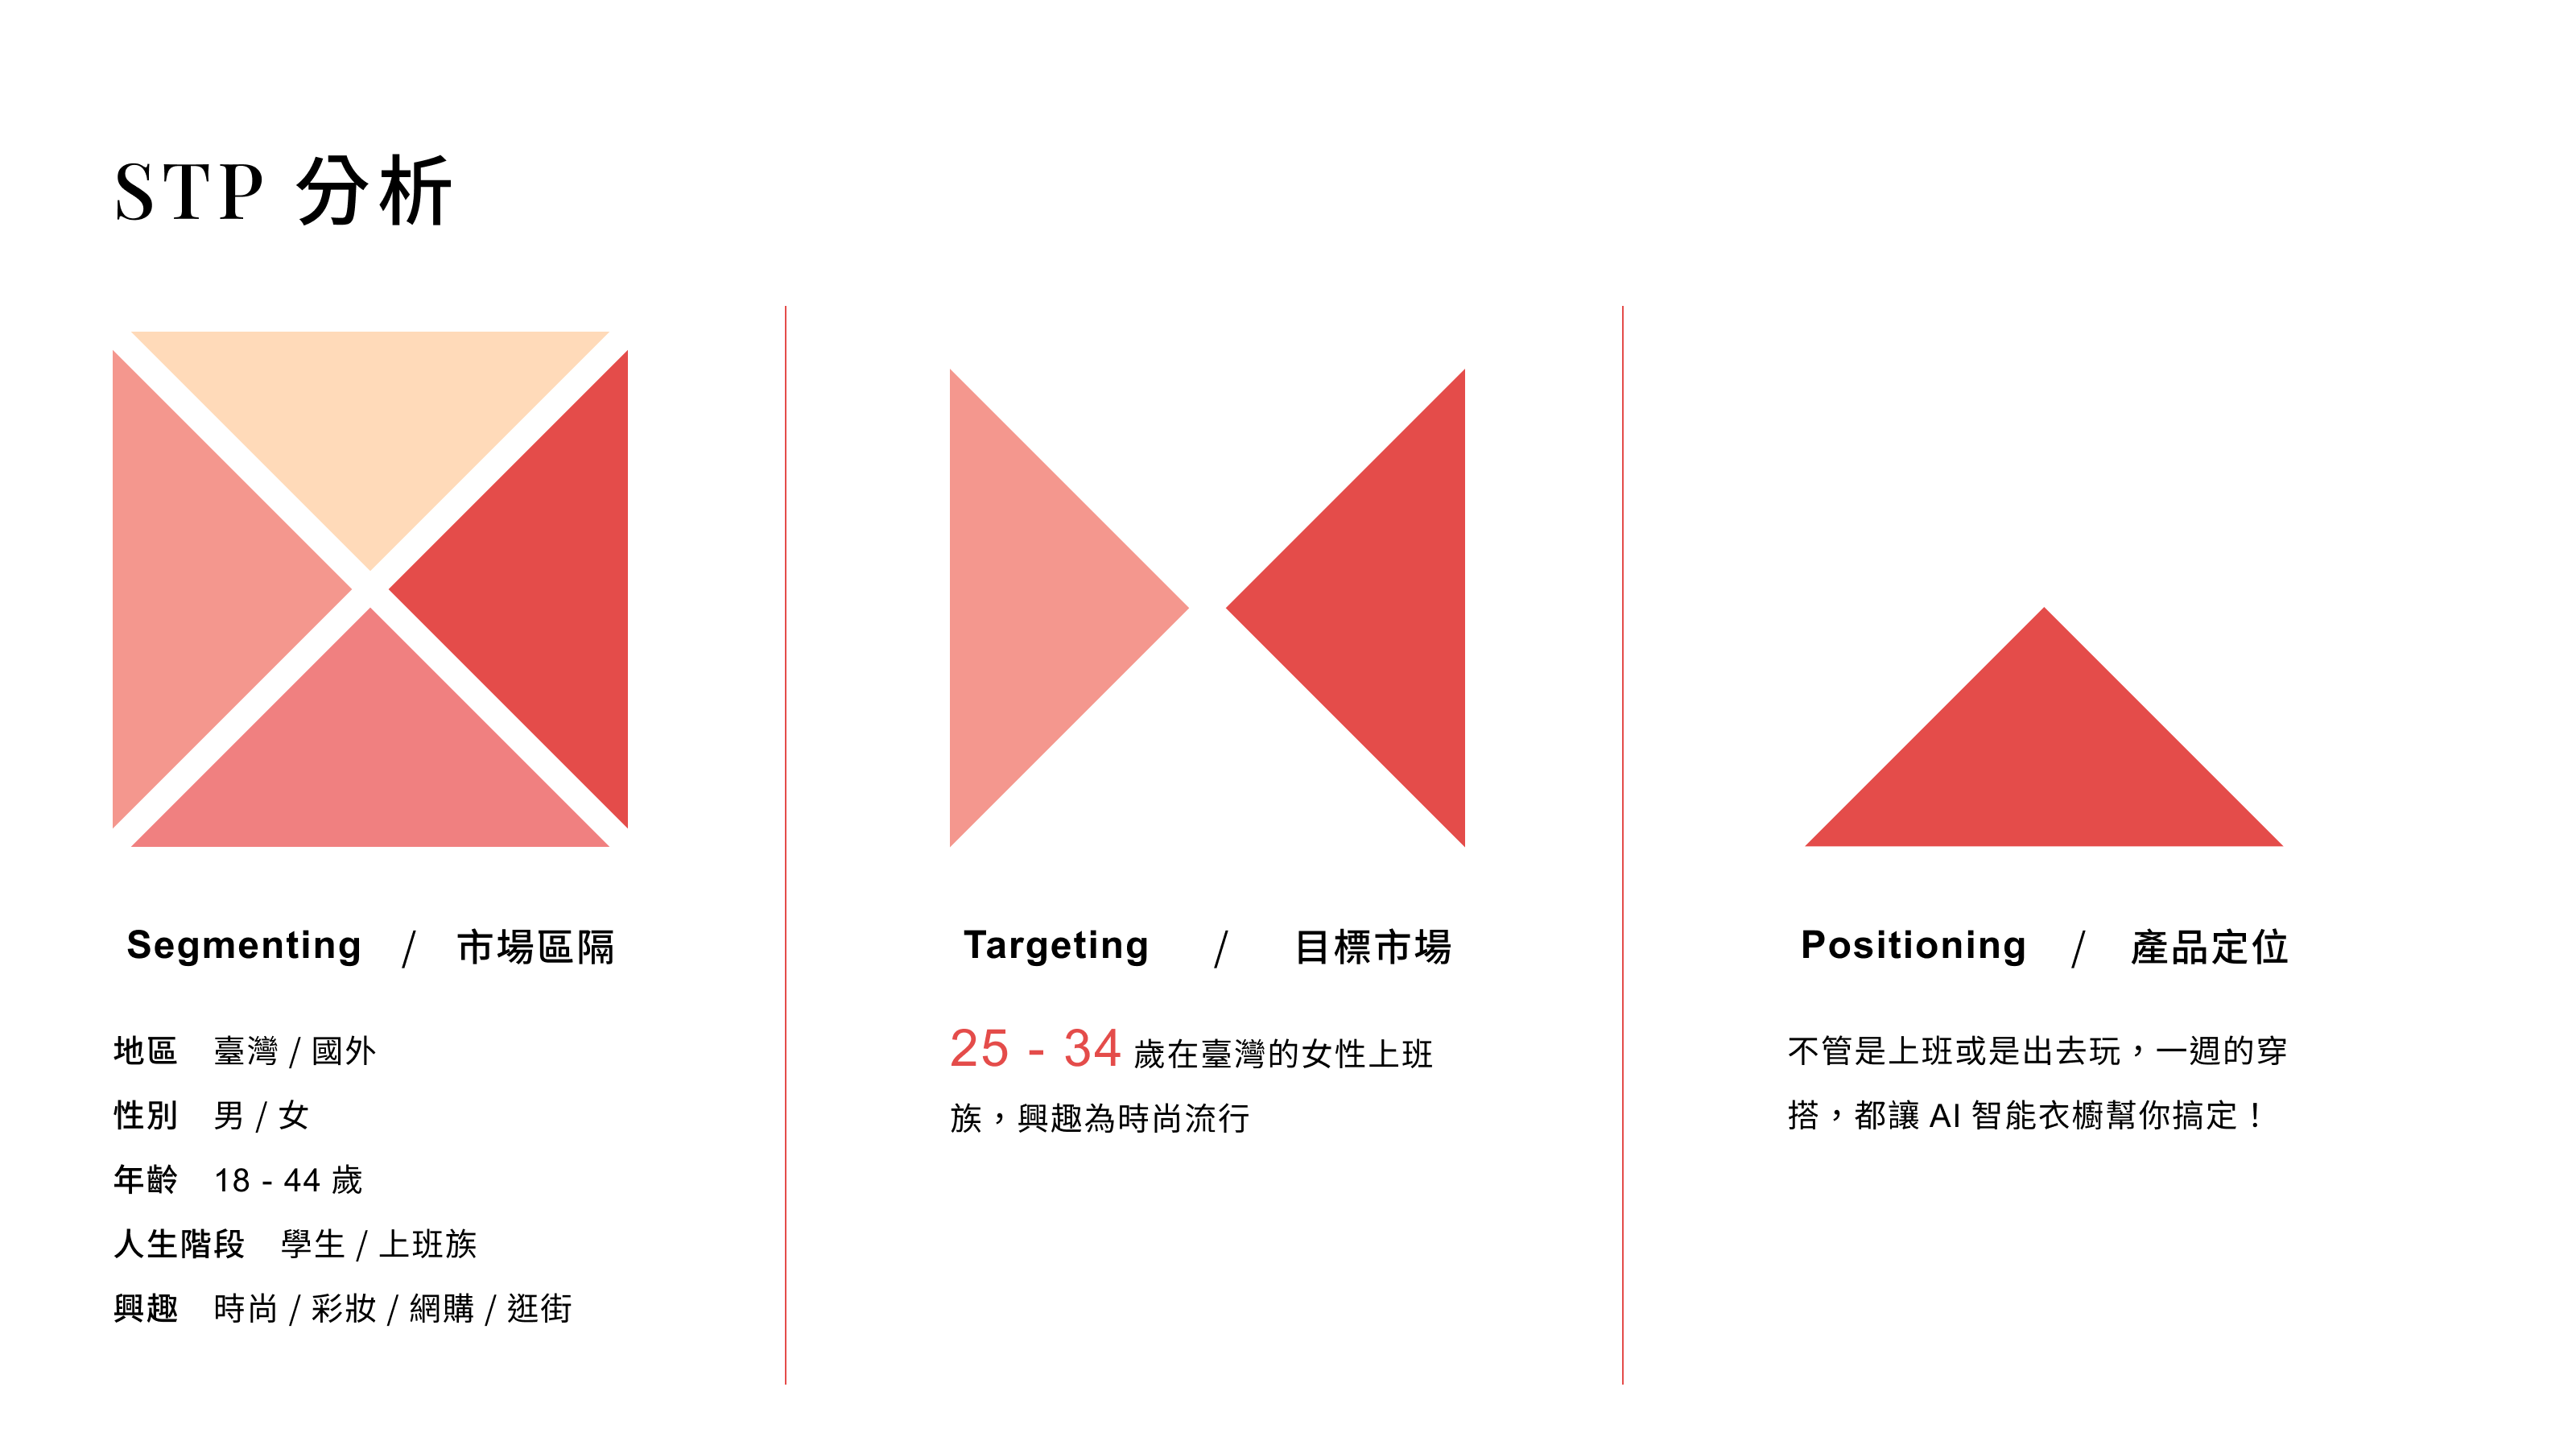 STP 分析
Segmenting / 市場區隔
地區 臺灣 / 國外
性別 男 / 女
年齡 18 - 44 歲
人生階段 學生 / 上班族
興趣 時尚 / 彩妝 / 網購 / 逛街
Targeting / 目標市場
25 - 34 歲在臺灣的女性上班
族，興趣為時尚流行
Positioning / 產品定位
不管是上班或是出去玩，一週的穿
搭，都讓 AI 智能衣櫥幫你搞定！